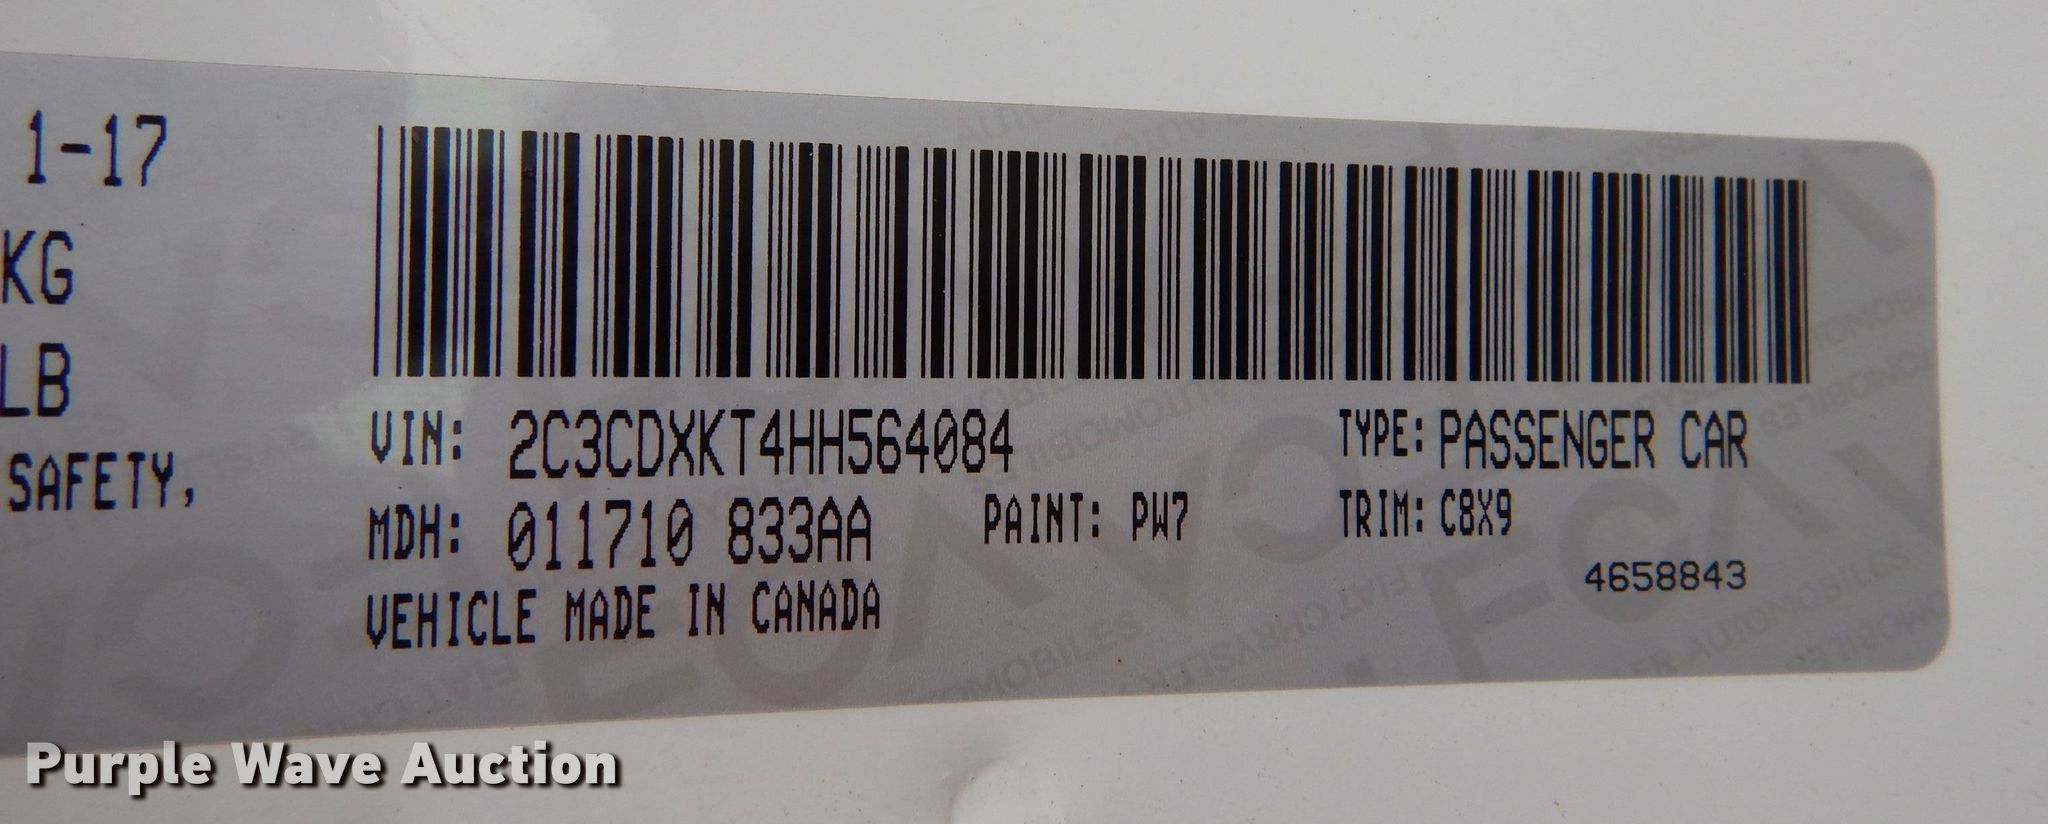 1-17
KG
LB
SAFETY,
VIN: 2C3CDXKT4HH564084
TYPE: PASSENGER CAR
MDH: 011710 833AA
PAINT: PW7
TRIM: C8X9
VEHICLE MADE IN CANADA
4658843
Purple Wave Auction